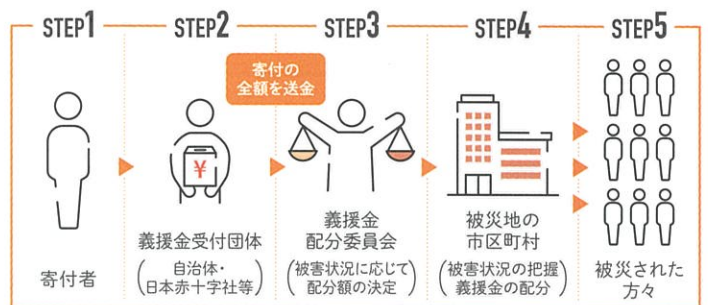 STEP1
寄付者
STEP2
¥
義援金受付団体
(自治体・
日本赤十字社等)
寄付の
全額を送金
STEP3
義援金
配分委員会
(被害状況に応じて
配分額の決定)
STEP4
被災地の
市区町村
(被害状況の把握
義援金の配分)
STEP5
被災された
方々